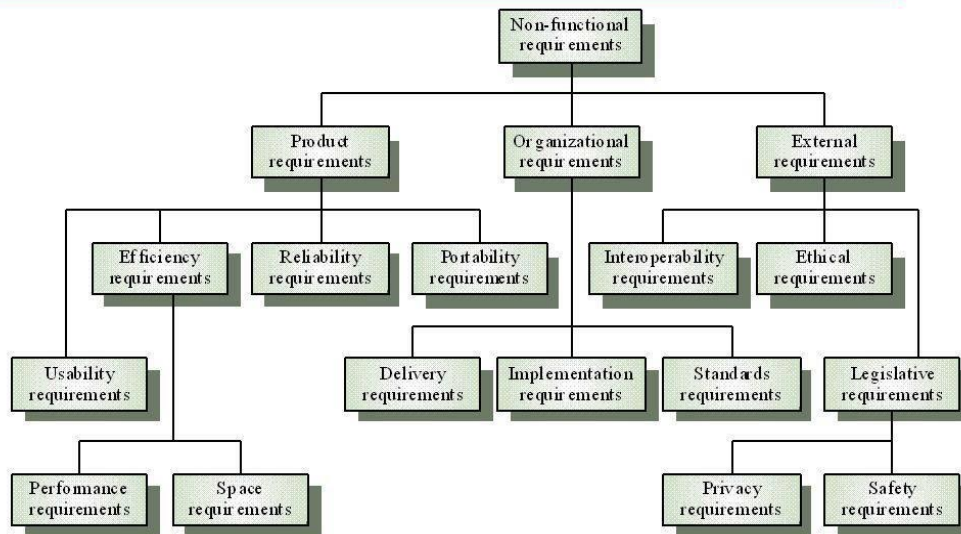 Non-functional
requirements
Product
requirements
Organizational
requirements
External
requirements
Efficiency
requirements
Reliability
requirements
Portability
requirements
Interoperability
requirements
Ethical
requirements
Usability
requirements
Delivery
requirements
Implementation
requirements
Standards
requirements
Legislative
requirements
Performance
requirements
Space
requirements
Privacy
requirements
Safety
requirements